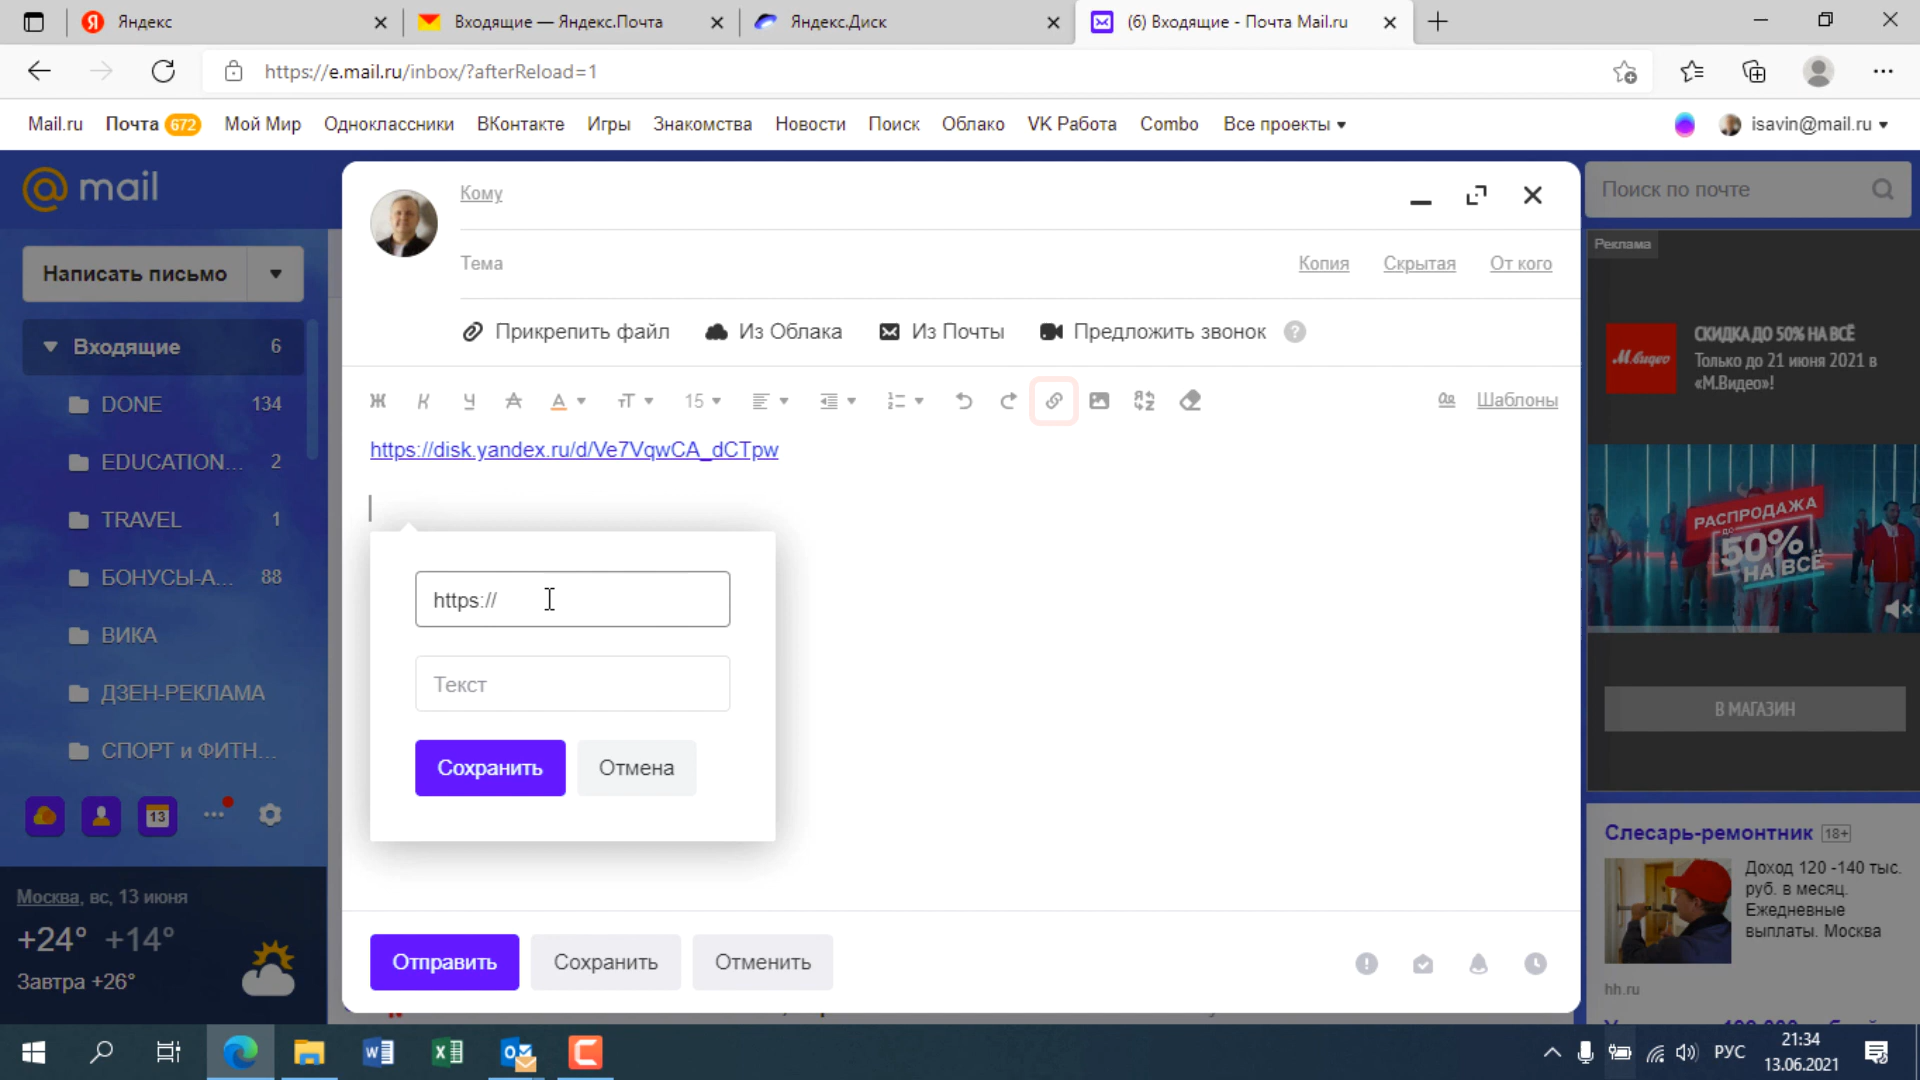 Яндекс
Входящие — Яндекс.Почта
Яндекс.Диск
(6) Входящие - Почта Mail.ru
https://e.mail.ru/inbox/?afterReload=1
Mail.ru Почта 672 Мой Мир Одноклассники ВКонтакте Игры Знакомства Новости Поиск Облако VK Работа Combo Все проекты
isavin@mail.ru
mail
Кому
Поиск по почте
Написать письмо
Тема
Копия Скрытая От кого
Прикрепить файл Из Облака Из Почты Предложить звонок ?
Ж К Ч А А тТ 15
Шаблоны
https://disk.yandex.ru/d/Ve7VqwCA_dCTpw
https://
Текст
Сохранить Отмена
Отправить Сохранить Отменить
Входящие 6
DONE 134
EDUCATION... 2
TRAVEL 1
БОНУСЫ-А... 88
ВИКА
ДЗЕН-РЕКЛАМА
СПОРТ и ФИТН...
13
Москва, вс, 13 июня
+24° +14°
Завтра +26°
Реклама
М.видео
СКИДКА ДО 50% НА ВСЁ
Только до 21 июня 2021 в
«М.Видео»!
РАСПРОДАЖА
до
50%
НА ВСЁ
В МАГАЗИН
Слесарь-ремонтник 18+
Доход 120 -140 тыс.
руб. в месяц.
Ежедневные
выплаты. Москва
hh.ru
РУС
21:34
13.06.2021